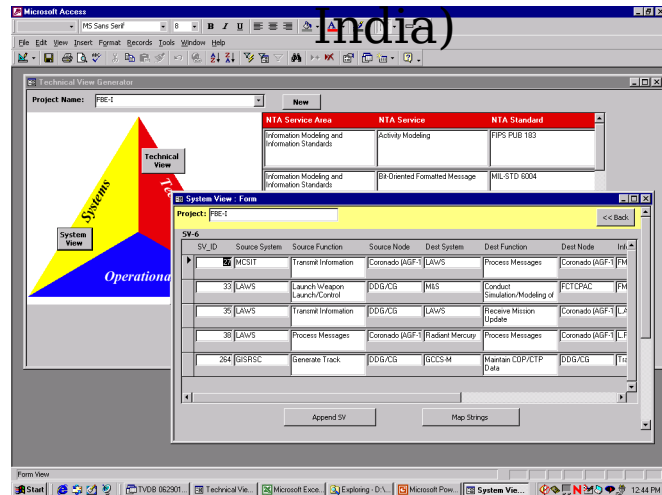 Microsoft Access
MS Sans Serif 8 B I U
India)
File Edit View Insert Format Records Tools Window Help
Technical View Generator
Project Name: FBE-I New
NTA Service Area NTA Service NTA Standard
Information Modeling and Information Standards Activity Modeling FIPS PUB 183
Information Modeling and Information Standards Bit-Oriented Formatted Message MIL-STD 6004
Technical View
Systems
System View
Operationa
System View : Form
Project: FBE-I << Back
SV-6
SV_ID Source System Source Function Source Node Dest System Dest Function Dest Node
27 MCSIT Transmit Information Coronado (AGF-1 LAWS Process Messages Coronado (AGF-1 FM
33 LAWS Launch Weapon Launch/Control DDG/CG M&S Conduct Simulation/Modeling of FCTCPAC FM
35 LAWS Transmit Information DDG/CG LAWS Receive Mission Update Coronado (AGF-1
38 LAWS Process Messages Coronado (AGF-1 Radiant Mercury Process Messages Coronado (AGF-1
264 GISRSC Generate Track DDG/CG GCCS-M Maintain COP/CTP Data DDG/CG
Append SV Map Strings
Form View
Start TVDB 062901... Technical Vie... Microsoft Exce... Exploring - D:\... Microsoft Pow... System Vie... 12:44 PM